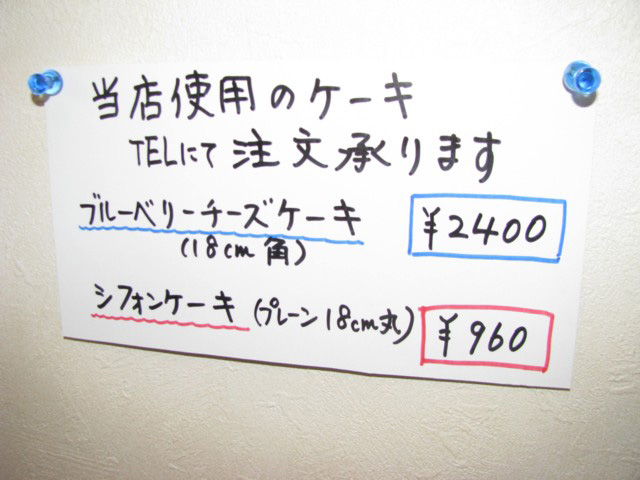 当店使用のケーキ
TELにて注文承ります
ブルーベリーチーズケーキ ¥2400
(18cm角)
シフォンケーキ (プレーン18cm丸) ¥960